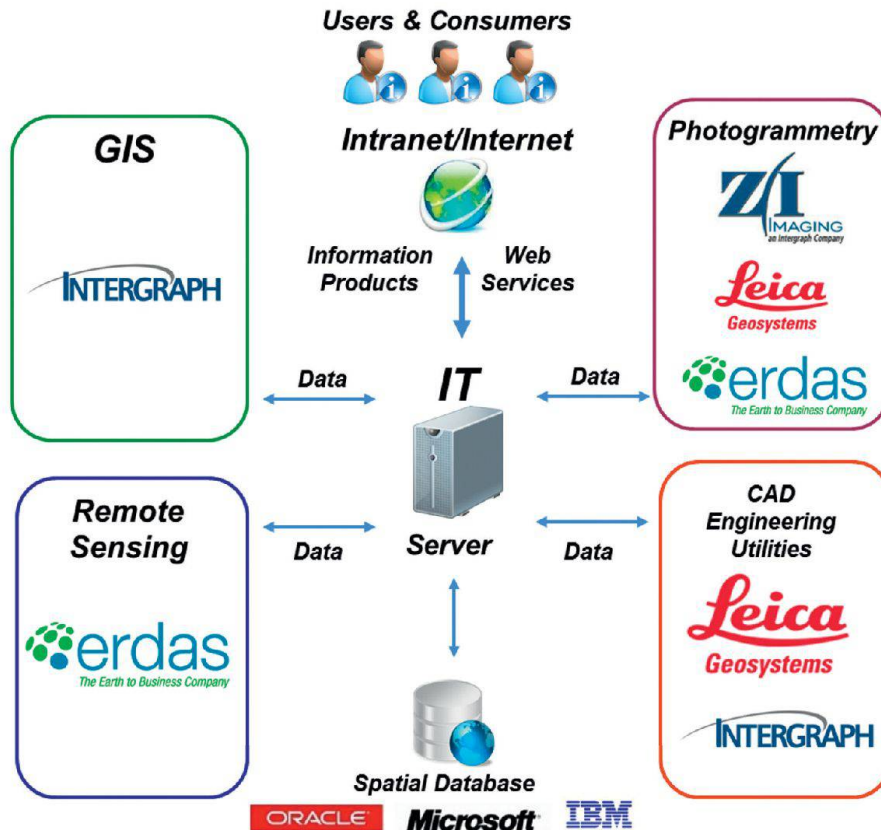 Users & Consumers
i i i
Intranet/Internet
Information
Products
Web
Services
GIS
INTERGRAPH
Photogrammetry
Z/I
IMAGING
an Intergraph Company
Leica
Geosystems
erdas
The Earth to Business Company
Data
IT
Data
Remote
Sensing
erdas
The Earth to Business Company
Data
Server
Data
CAD
Engineering
Utilities
Leica
Geosystems
INTERGRAPH
Spatial Database
ORACLE
Microsoft
IBM